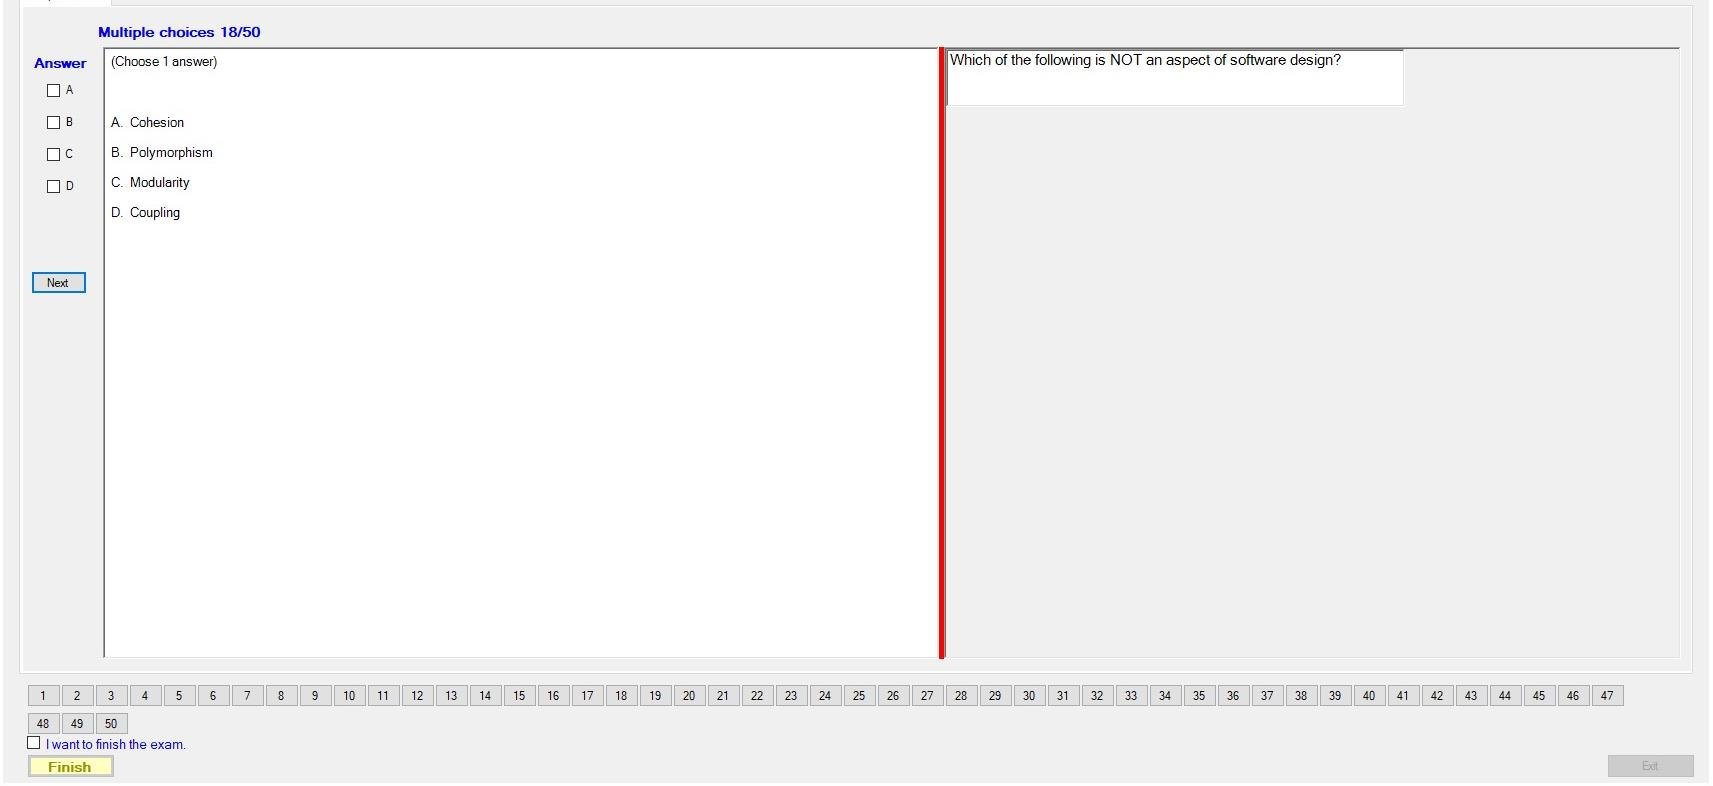 Multiple choices 18/50
Answer
A
B
C
D
Next
(Choose 1 answer)
A. Cohesion
B. Polymorphism
C. Modularity
D. Coupling
Which of the following is NOT an aspect of software design?
1 2 3 4 5 6 7 8 9 10 11 12 13 14 15 16 17 18 19 20 21 22 23 24 25 26 27 28 29 30 31 32 33 34 35 36 37 38 39 40 41 42 43 44 45 46 47
48 49 50
I want to finish the exam.
Finish
Exit